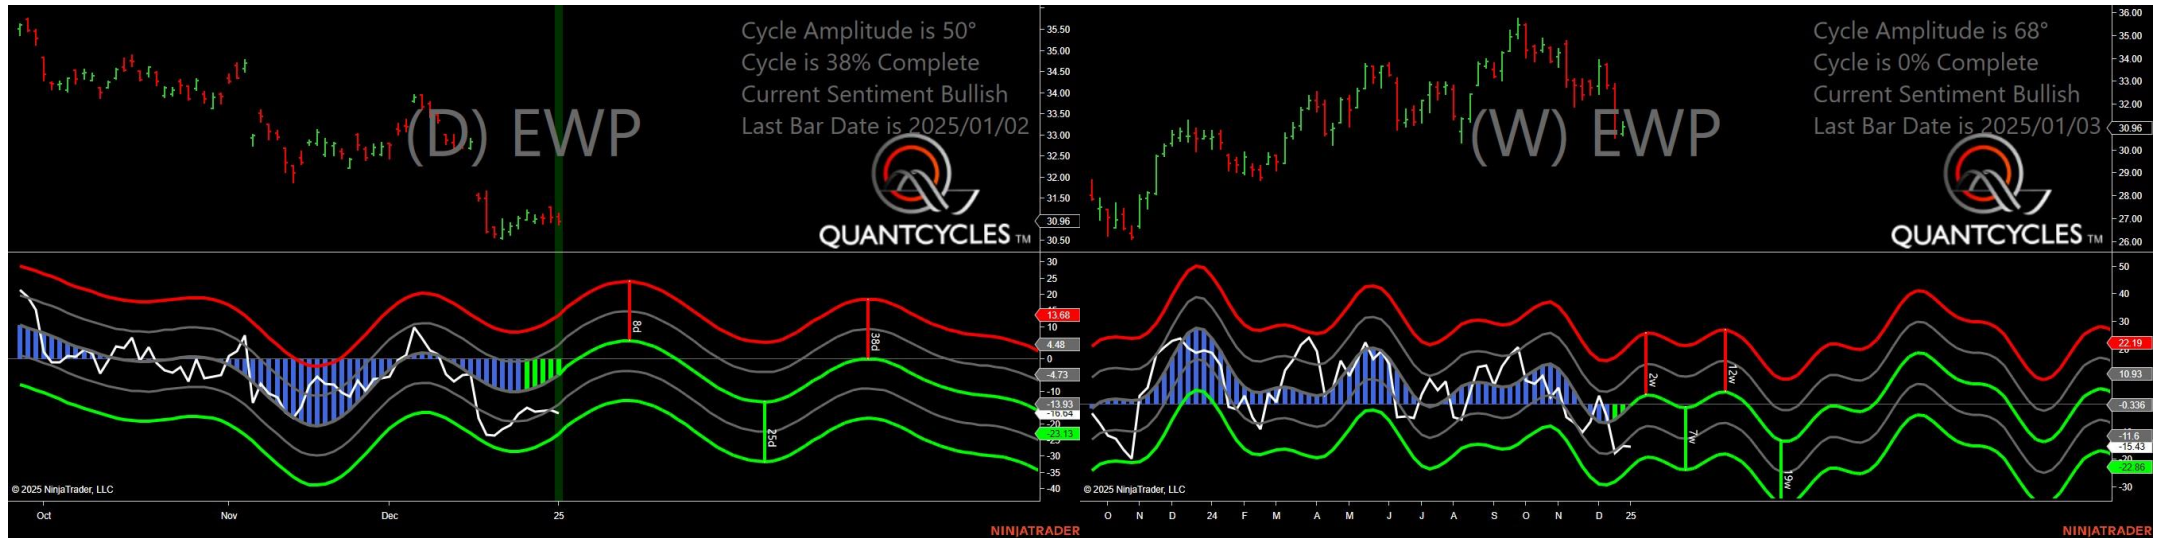 Cycle Amplitude is 50°
Cycle is 38% Complete
Current Sentiment Bullish
Last Bar Date is 2025/01/02
(D) EWP
QUANTCYCLES TM
35.50
35.00
34.50
34.00
33.50
33.00
32.50
32.00
31.50
30.96
30.50
30
25
20
13.68
10
4.48
0
-4.73
-10
-13.93
-16.64
-20
-23.13
-30
-35
-40
8d
25d
38d
© 2025 NinjaTrader, LLC
Oct
Nov
Dec
25
NINJATRADER
Cycle Amplitude is 68°
Cycle is 0% Complete
Current Sentiment Bullish
Last Bar Date is 2025/01/03
(W) EWP
QUANTCYCLES TM
36.00
35.00
34.00
33.00
32.00
30.96
30.00
29.00
28.00
27.00
26.00
50
40
30
22.19
10.93
-0.336
-11.6
-15.43
-22.86
-30
2w
7w
12w
19w
© 2025 NinjaTrader, LLC
O N D 24 F M A M J J A S O N D 25
NINJATRADER